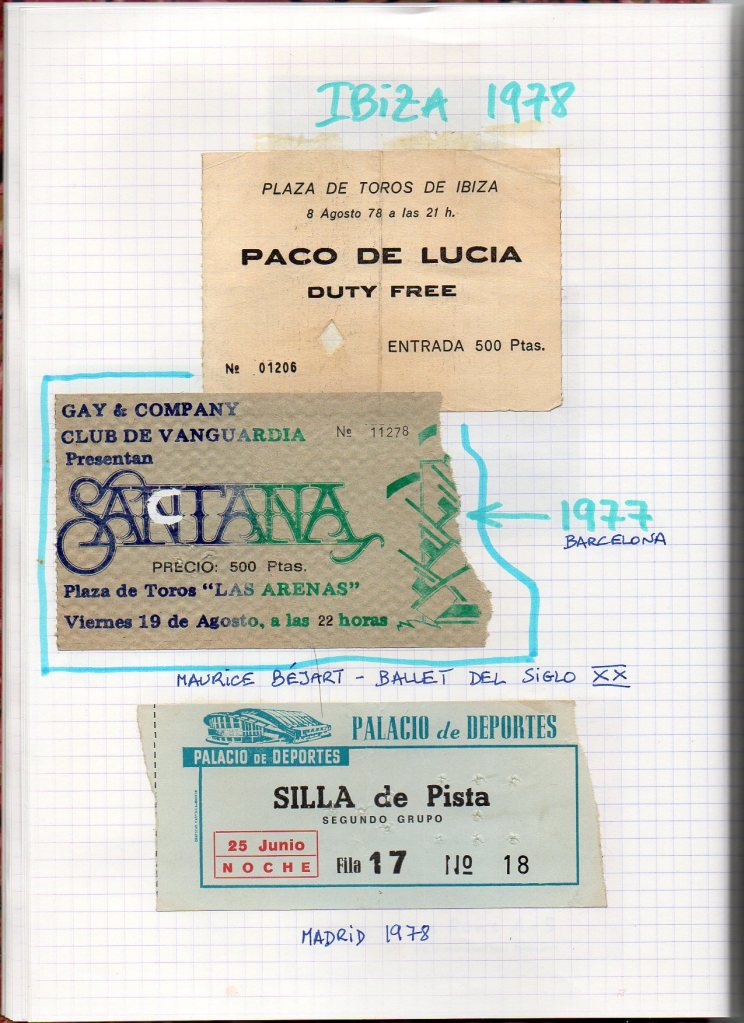 IBiZA 1978
PLAZA DE TOROS DE IBIZA
8 Agosto 78 a las 21 h.
PACO DE LUCIA
DUTY FREE
ENTRADA 500 Ptas.
Nº 01206
GAY & COMPANY
CLUB DE VANGUARDIA
Nº 11278
Presentan
SANTANA
C
PRECIO: 500 Ptas.
Plaza de Toros "LAS ARENAS"
Viernes 19 de Agosto, a las 22 horas
1977
BARCELONA
MAURICE BÉJART - BALLET DEL SiGLO XX
PALACIO de DEPORTES
PALACIO DE DEPORTES
SILLA de Pista
SEGUNDO GRUPO
25 Junio
NOCHE
Fila 17 Nº 18
MADRID 1978